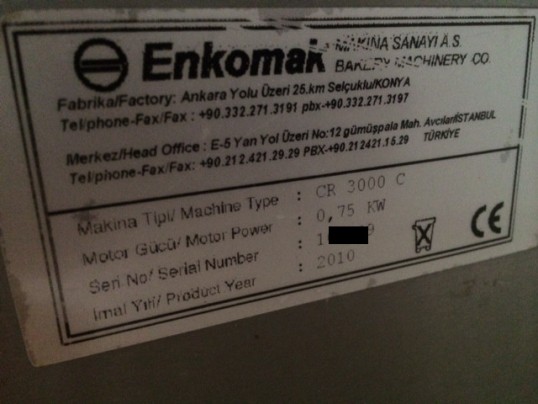 Enkomak MAKİNA SANAYİ A.S.
BAKERY MACHINERY CO.
Fabrika/Factory: Ankara Yolu Üzeri 25.km Selçuklu/KONYA
Tel/phone-Fax/Fax : +90.332.271.3191 pbx-+90.332.271.3197
Merkez/Head Office : E-5 Yan Yol Üzeri No:12 gümüşpala Mah. Avcılar/İSTANBUL
Tel/phone-Fax/Fax: +90.212.421.29.29 PBX-+90.212421.15.29 TÜRKİYE
Makina Tipi/ Machine Type : CR 3000 C
Motor Gücü/ Motor Power : 0,75 KW
Seri No/ Serial Number : 1 9
İmal Yılı/ Product Year : 2010
CE